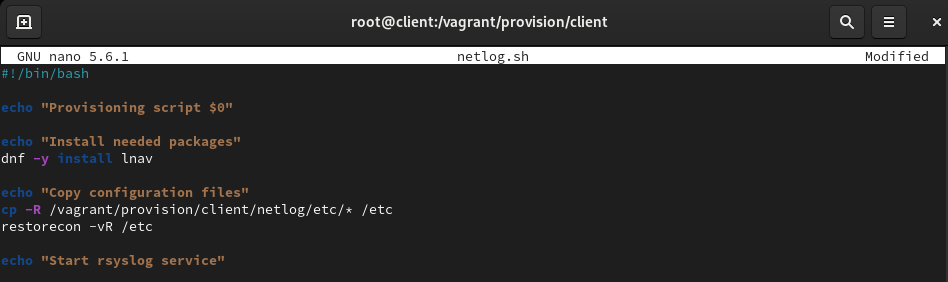 root@client:/vagrant/provision/client
GNU nano 5.6.1 netlog.sh Modified
#!/bin/bash
echo "Provisioning script $0"
echo "Install needed packages"
dnf -y install lnav
echo "Copy configuration files"
cp -R /vagrant/provision/client/netlog/etc/* /etc
restorecon -vR /etc
echo "Start rsyslog service"